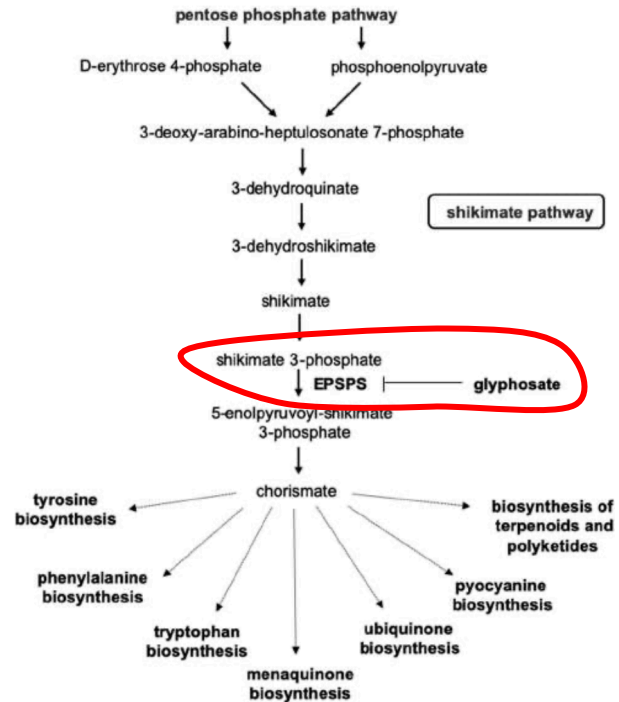 pentose phosphate pathway
D-erythrose 4-phosphate
phosphoenolpyruvate
3-deoxy-arabino-heptulosonate 7-phosphate
3-dehydroquinate
shikimate pathway
3-dehydroshikimate
shikimate
shikimate 3-phosphate
EPSPS
glyphosate
5-enolpyruvoyl-shikimate
3-phosphate
chorismate
tyrosine
biosynthesis
biosynthesis of
terpenoids and
polyketides
phenylalanine
biosynthesis
pyocyanine
biosynthesis
tryptophan
biosynthesis
ubiquinone
biosynthesis
menaquinone
biosynthesis